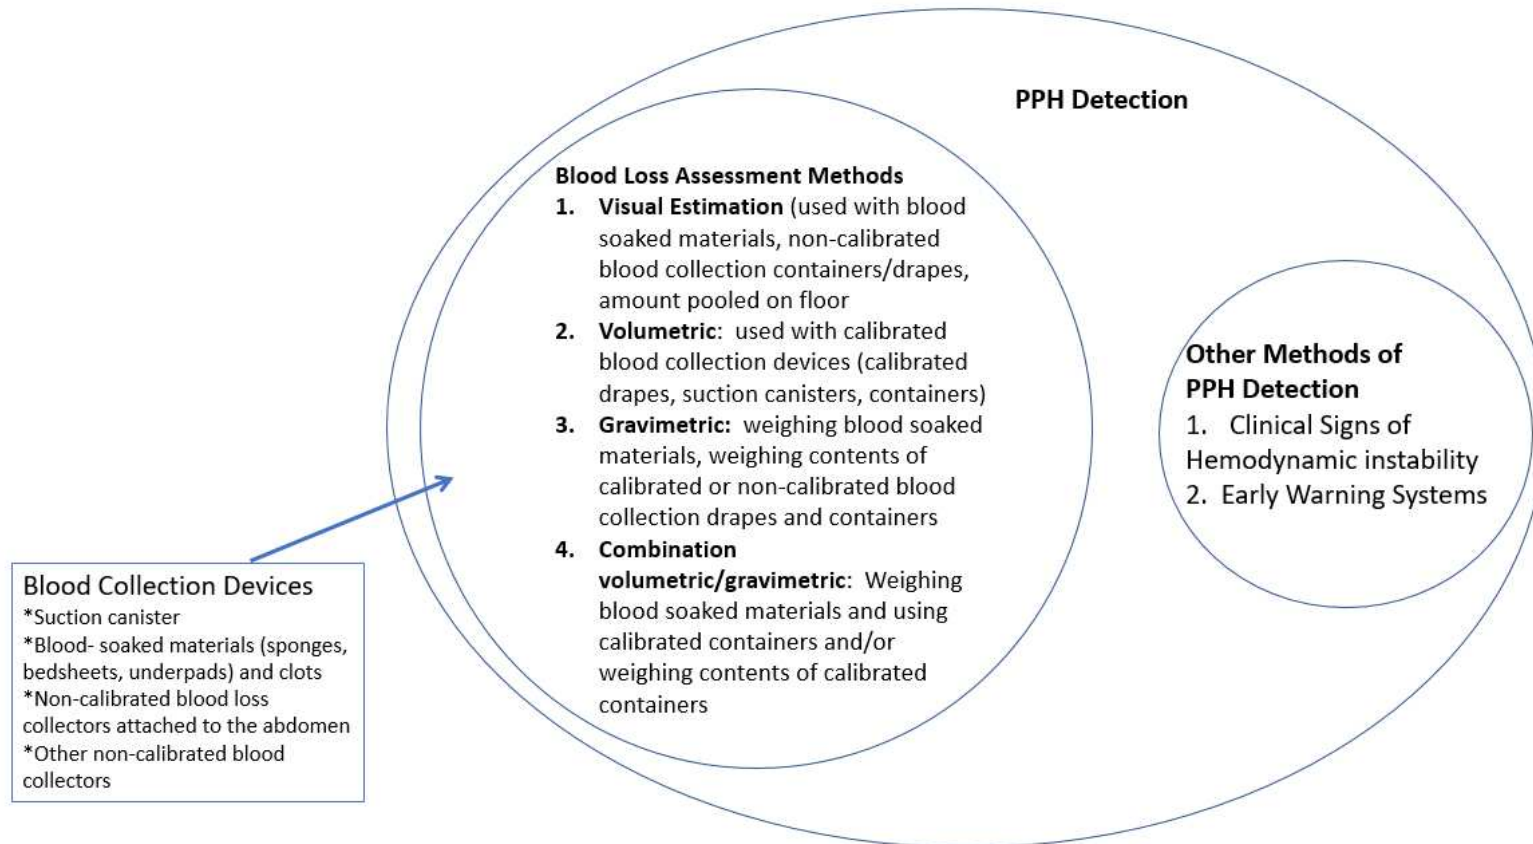 PPH Detection
Blood Loss Assessment Methods
1. Visual Estimation (used with blood
soaked materials, non-calibrated
blood collection containers/drapes,
amount pooled on floor
2. Volumetric: used with calibrated
blood collection devices (calibrated
drapes, suction canisters, containers)
3. Gravimetric: weighing blood soaked
materials, weighing contents of
calibrated or non-calibrated blood
collection drapes and containers
4. Combination
volumetric/gravimetric: Weighing
blood soaked materials and using
calibrated containers and/or
weighing contents of calibrated
containers
Other Methods of
PPH Detection
1. Clinical Signs of
Hemodynamic instability
2. Early Warning Systems
Blood Collection Devices
*Suction canister
*Blood- soaked materials (sponges,
bedsheets, underpads) and clots
*Non-calibrated blood loss
collectors attached to the abdomen
*Other non-calibrated blood
collectors